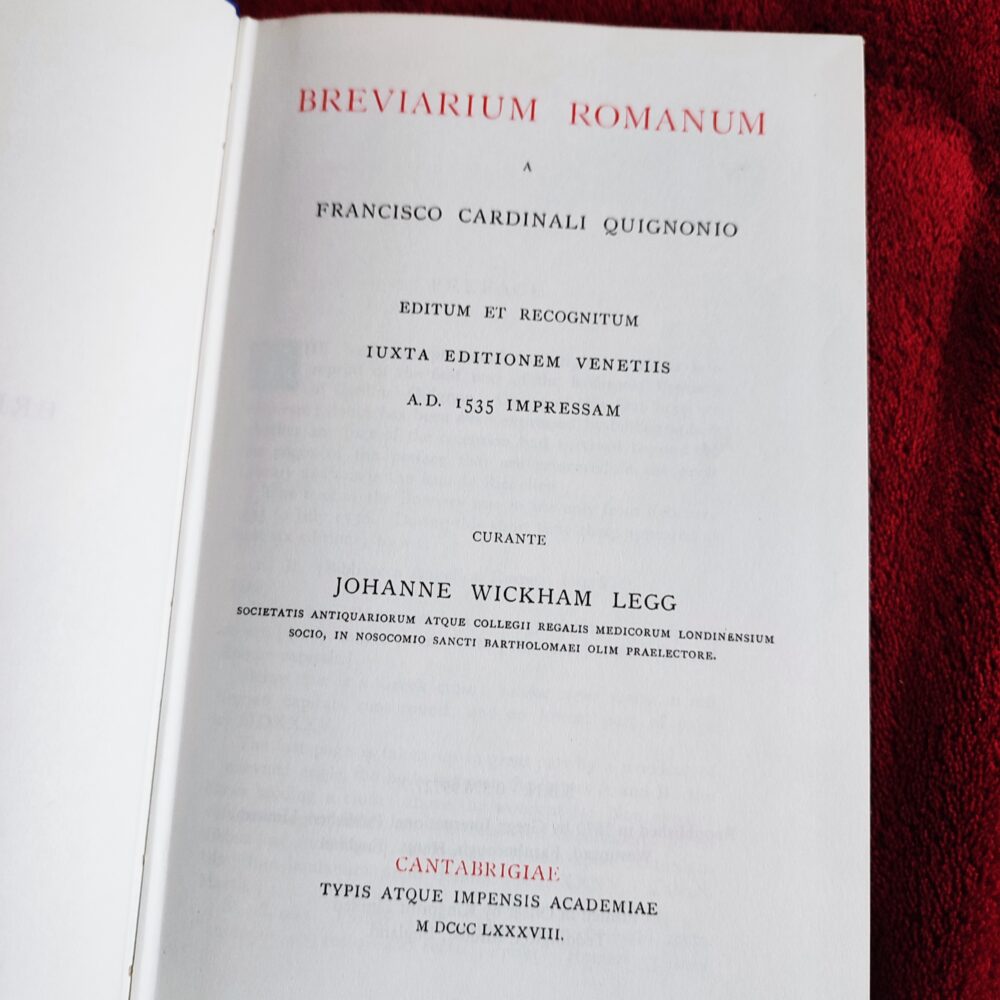 BREVIARIUM ROMANUM
A
FRANCISCO CARDINALI QUIGNONIO
EDITUM ET RECOGNITUM
IUXTA EDITIONEM VENETIIS
A.D. 1535 IMPRESSAM
CURANTE
JOHANNE WICKHAM LEGG
SOCIETATIS ANTIQUARIORUM ATQUE COLLEGII REGALIS MEDICORUM LONDINENSIUM
SOCIO, IN NOSOCOMIO SANCTI BARTHOLOMAEI OLIM PRAELECTORE.
CANTABRIGIAE
TYPIS ATQUE IMPENSIS ACADEMIAE
M DCCC LXXXVIII.